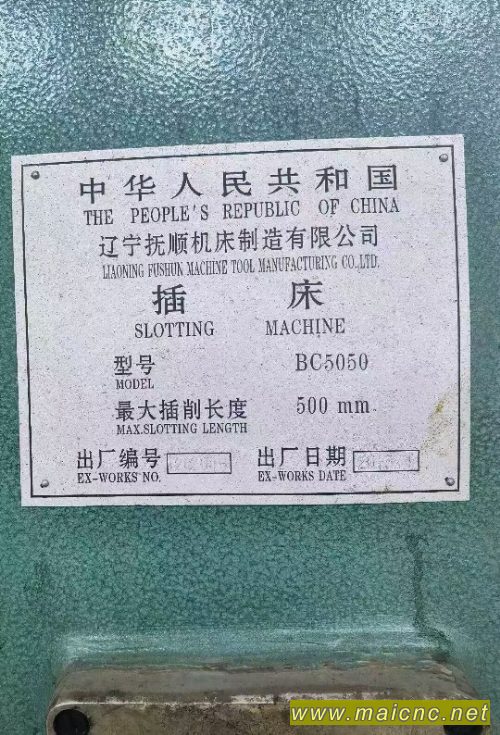 中华人民共和国
THE PEOPLE'S REPUBLIC OF CHINA
辽宁抚顺机床制造有限公司
LIAONING FUSHUN MACHINE TOOL MANUFACTURING CO.,LTD.
插 床
SLOTTING MACHINE
型号 BC5050
MODEL
最大插削长度 500 mm
MAX.SLOTTING LENGTH
出厂编号 出厂日期
EX-WORKS NO. EX-WORKS DATE
www.maicnc.net